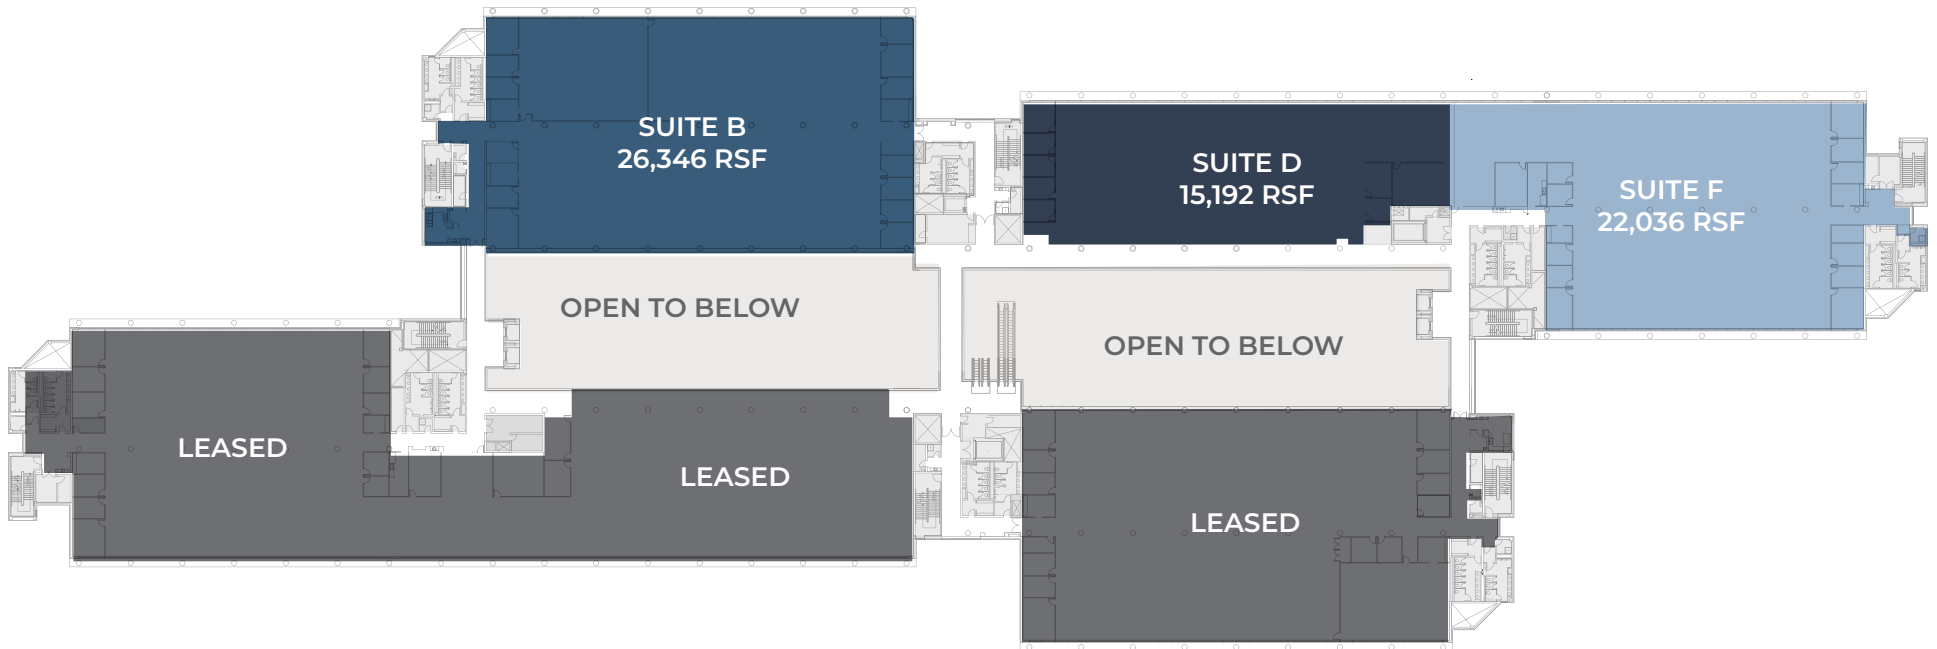 SUITE B
26,346 RSF
SUITE D
15,192 RSF
SUITE F
22,036 RSF
OPEN TO BELOW
OPEN TO BELOW
LEASED
LEASED
LEASED